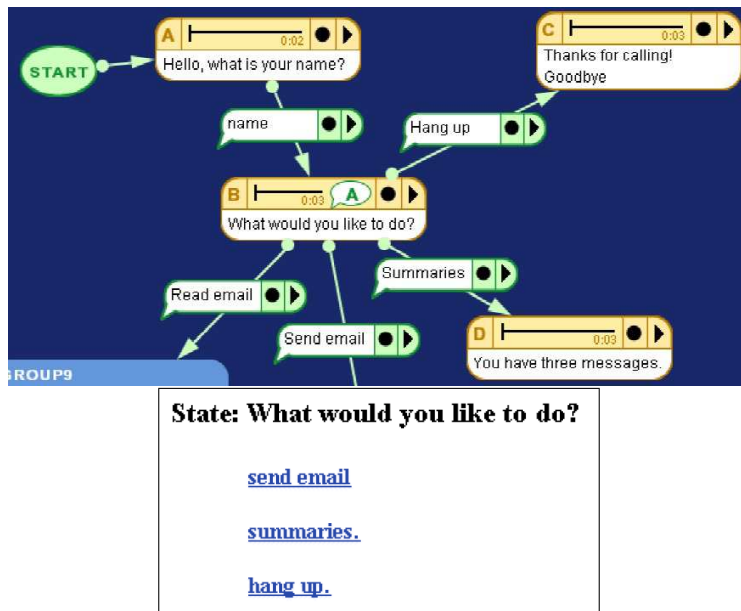 START
A
0:02
Hello, what is your name?
C
0:03
Thanks for calling!
Goodbye
name
Hang up
B
0:03
A
What would you like to do?
Read email
Send email
Summaries
D
0:03
You have three messages.
GROUP9
State: What would you like to do?
send email
summaries.
hang up.